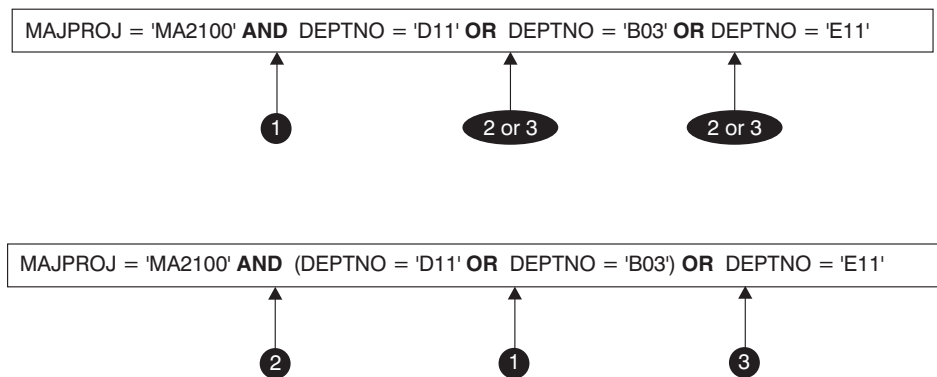 MAJPROJ = 'MA2100' AND DEPTNO = 'D11' OR DEPTNO = 'B03' OR DEPTNO = 'E11'
1 2 or 3 2 or 3
MAJPROJ = 'MA2100' AND (DEPTNO = 'D11' OR DEPTNO = 'B03') OR DEPTNO = 'E11'
2 1 3